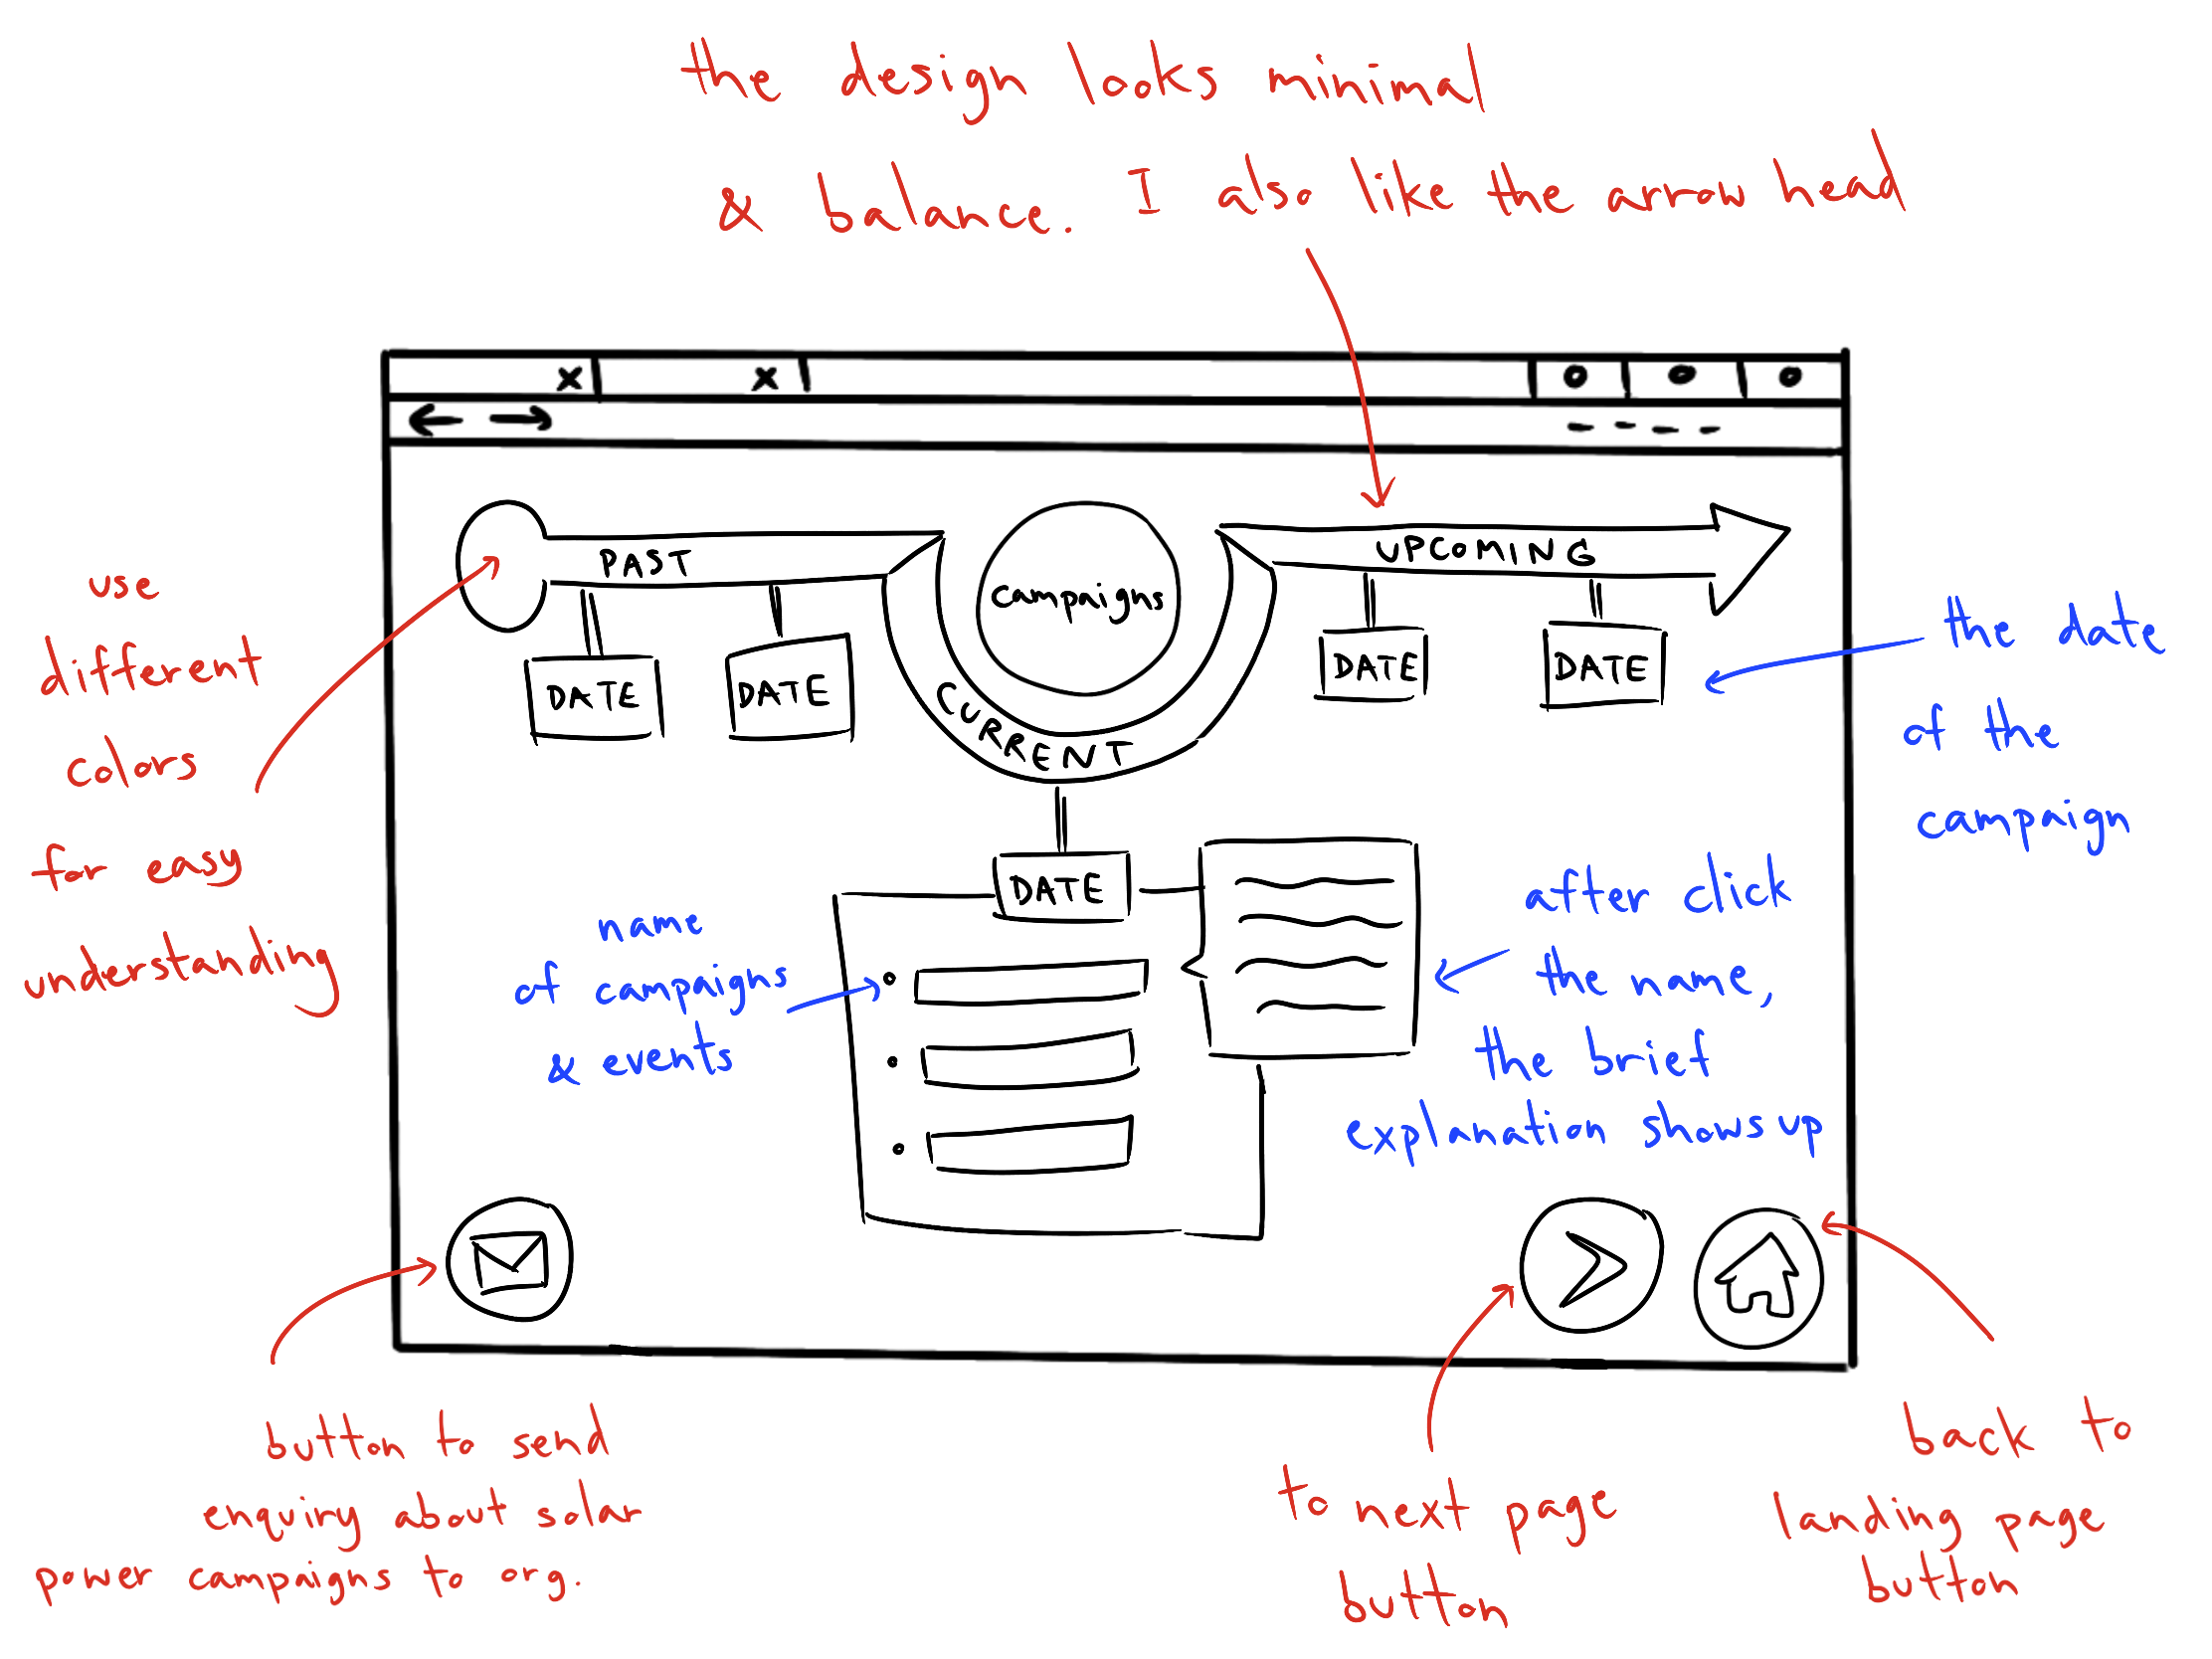 the design looks minimal
& balance. I also like the arrow head
x x o o o
PAST
campaigns
UPCOMING
CURRENT
DATE
DATE
DATE
DATE
DATE
use
different
colors
for easy
understanding
the date
of the
campaign
name
of campaigns
& events
after click
the name,
the brief
explanation shows up
button to send
enquiry about solar
power campaigns to org.
to next page
button
back to
landing page
button